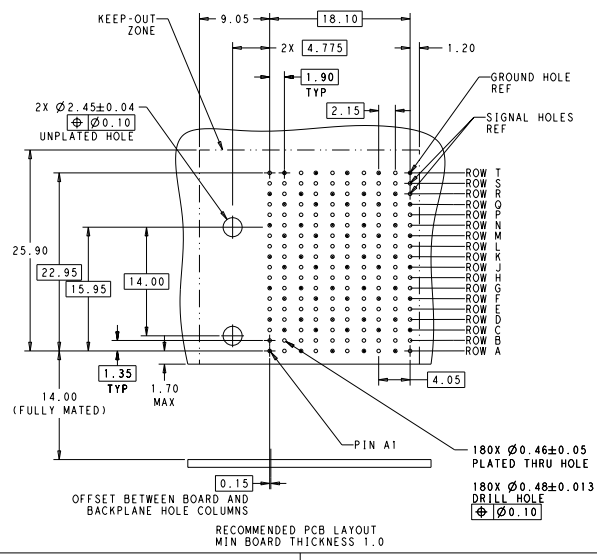 KEEP-OUT
ZONE
9.05
18.10
2X 4.775
1.20
1.90
TYP
GROUND HOLE
REF
2X Ø2.45±0.04
⌖ Ø0.10
UNPLATED HOLE
2.15
SIGNAL HOLES
REF
ROW T
ROW S
ROW R
ROW Q
ROW P
ROW N
ROW M
ROW L
ROW K
ROW J
ROW H
ROW G
ROW F
ROW E
ROW D
ROW C
ROW B
ROW A
25.90
22.95
15.95
14.00
1.35
TYP
1.70
MAX
4.05
14.00
(FULLY MATED)
PIN A1
180X Ø0.46±0.05
PLATED THRU HOLE
180X Ø0.48±0.013
DRILL HOLE
⌖ Ø0.10
0.15
OFFSET BETWEEN BOARD AND
BACKPLANE HOLE COLUMNS
RECOMMENDED PCB LAYOUT
MIN BOARD THICKNESS 1.0